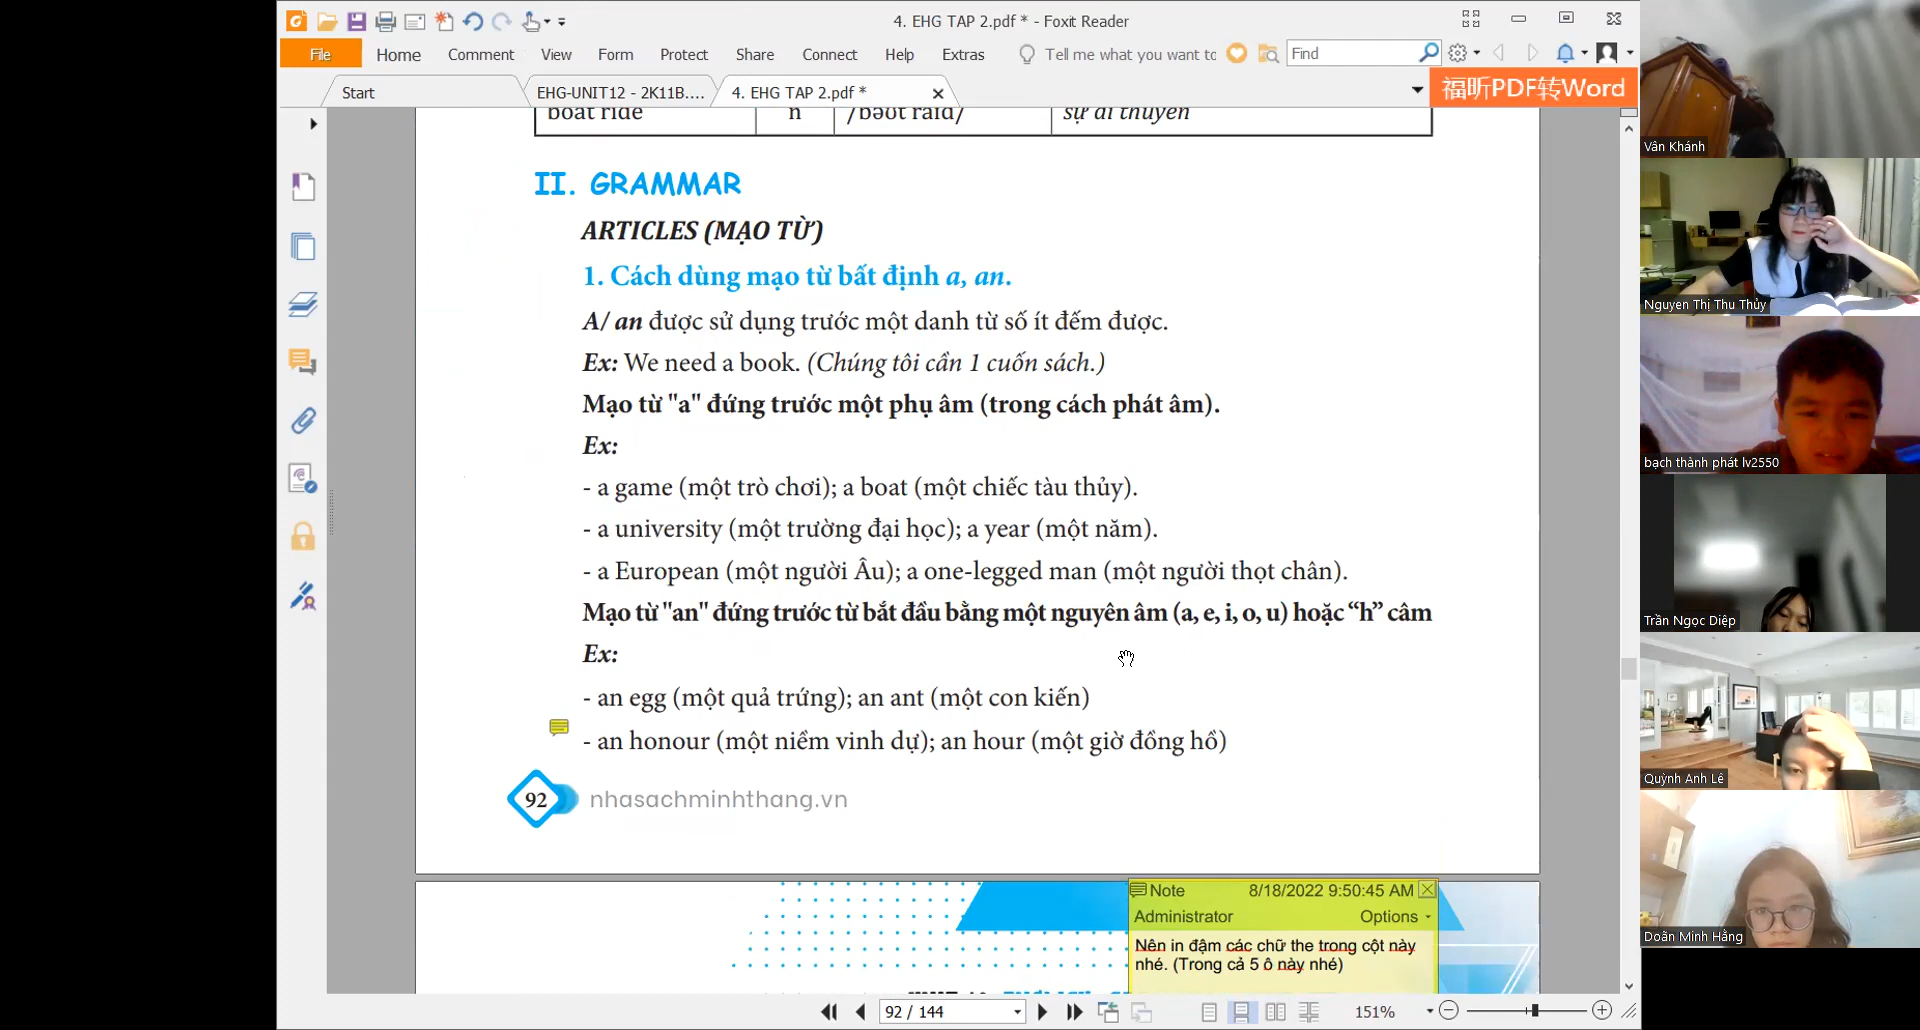 4. EHG TAP 2.pdf * - Foxit Reader
File Home Comment View Form Protect Share Connect Help Extras Tell me what you want to Find
Start EHG-UNIT12 - 2K11B.... 4. EHG TAP 2.pdf *
福昕PDF转Word
boat ride n /bəʊt raɪd/ sự đi thuyền
II. GRAMMAR
ARTICLES (MẠO TỪ)
1. Cách dùng mạo từ bất định a, an.
A/ an được sử dụng trước một danh từ số ít đếm được.
Ex: We need a book. (Chúng tôi cần 1 cuốn sách.)
Mạo từ "a" đứng trước một phụ âm (trong cách phát âm).
Ex:
- a game (một trò chơi); a boat (một chiếc tàu thủy).
- a university (một trường đại học); a year (một năm).
- a European (một người Âu); a one-legged man (một người thọt chân).
Mạo từ "an" đứng trước từ bắt đầu bằng một nguyên âm (a, e, i, o, u) hoặc “h” câm
Ex:
- an egg (một quả trứng); an ant (một con kiến)
- an honour (một niềm vinh dự); an hour (một giờ đồng hồ)
92 nhasachminhthang.vn
Note 8/18/2022 9:50:45 AM
Administrator Options
Nên in đậm các chữ the trong cột này
nhé. (Trong cả 5 ô này nhé)
92 / 144
151%
Vân Khánh
Nguyen Thị Thu Thủy
bạch thành phát lv2550
Trần Ngọc Diệp
Quỳnh Anh Lê
Doãn Minh Hằng